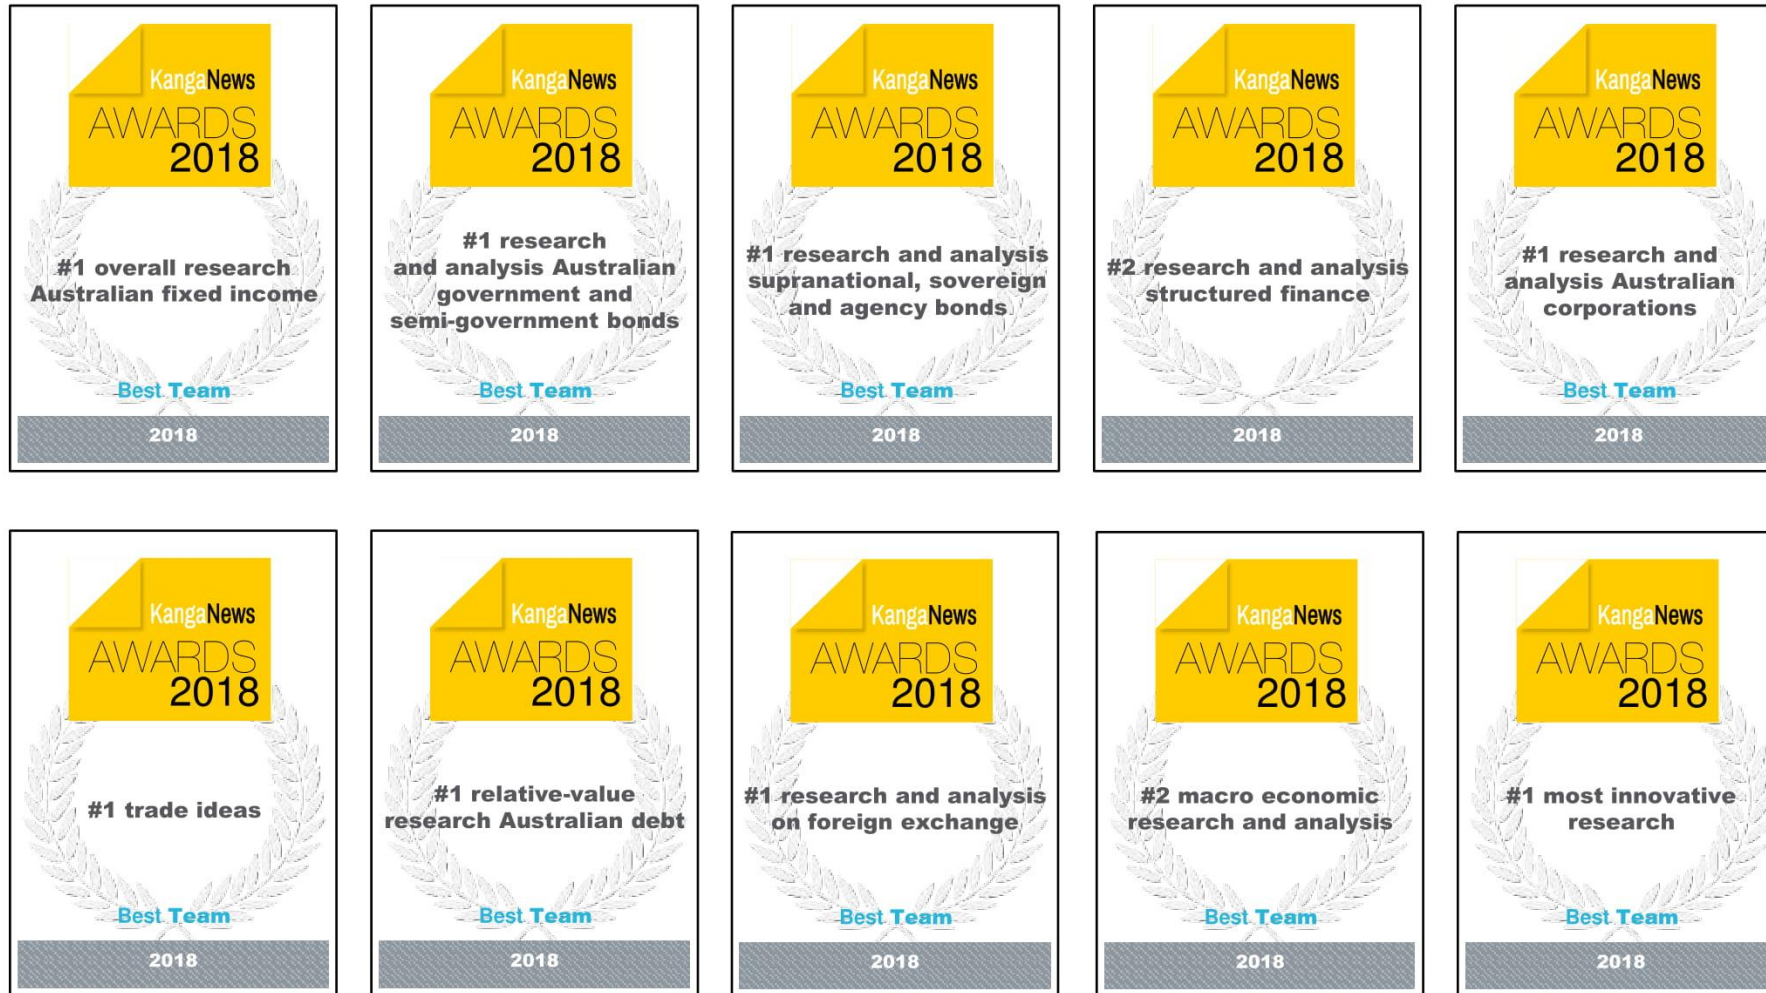 KangaNews
AWARDS
2018
#1 overall research
Australian fixed income
Best Team
2018
KangaNews
AWARDS
2018
#1 research
and analysis Australian
government and
semi-government bonds
Best Team
2018
KangaNews
AWARDS
2018
#1 research and analysis
supranational, sovereign
and agency bonds
Best Team
2018
KangaNews
AWARDS
2018
#2 research and analysis
structured finance
2018
KangaNews
AWARDS
2018
#1 research and
analysis Australian
corporations
Best Team
2018
KangaNews
AWARDS
2018
#1 trade ideas
Best Team
2018
KangaNews
AWARDS
2018
#1 relative-value
research Australian debt
Best Team
2018
KangaNews
AWARDS
2018
#1 research and analysis
on foreign exchange
Best Team
2018
KangaNews
AWARDS
2018
#2 macro economic
research and analysis
Best Team
2018
KangaNews
AWARDS
2018
#1 most innovative
research
Best Team
2018